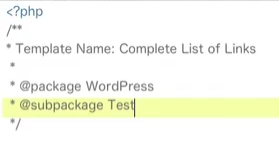 <?php
/**
* Template Name: Complete List of Links
*
* @package WordPress
* @subpackage Test
*/